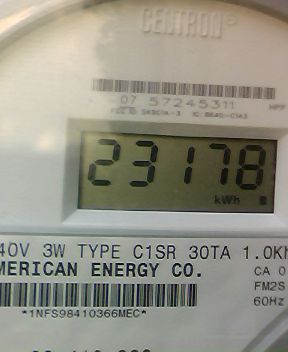 CENTRON®
07 57245311
23178
kWh
40V 3W TYPE C1SR 30TA 1.0K
MERICAN ENERGY CO.
CA 0
FM2S
60Hz
*1NFS98410366MEC*